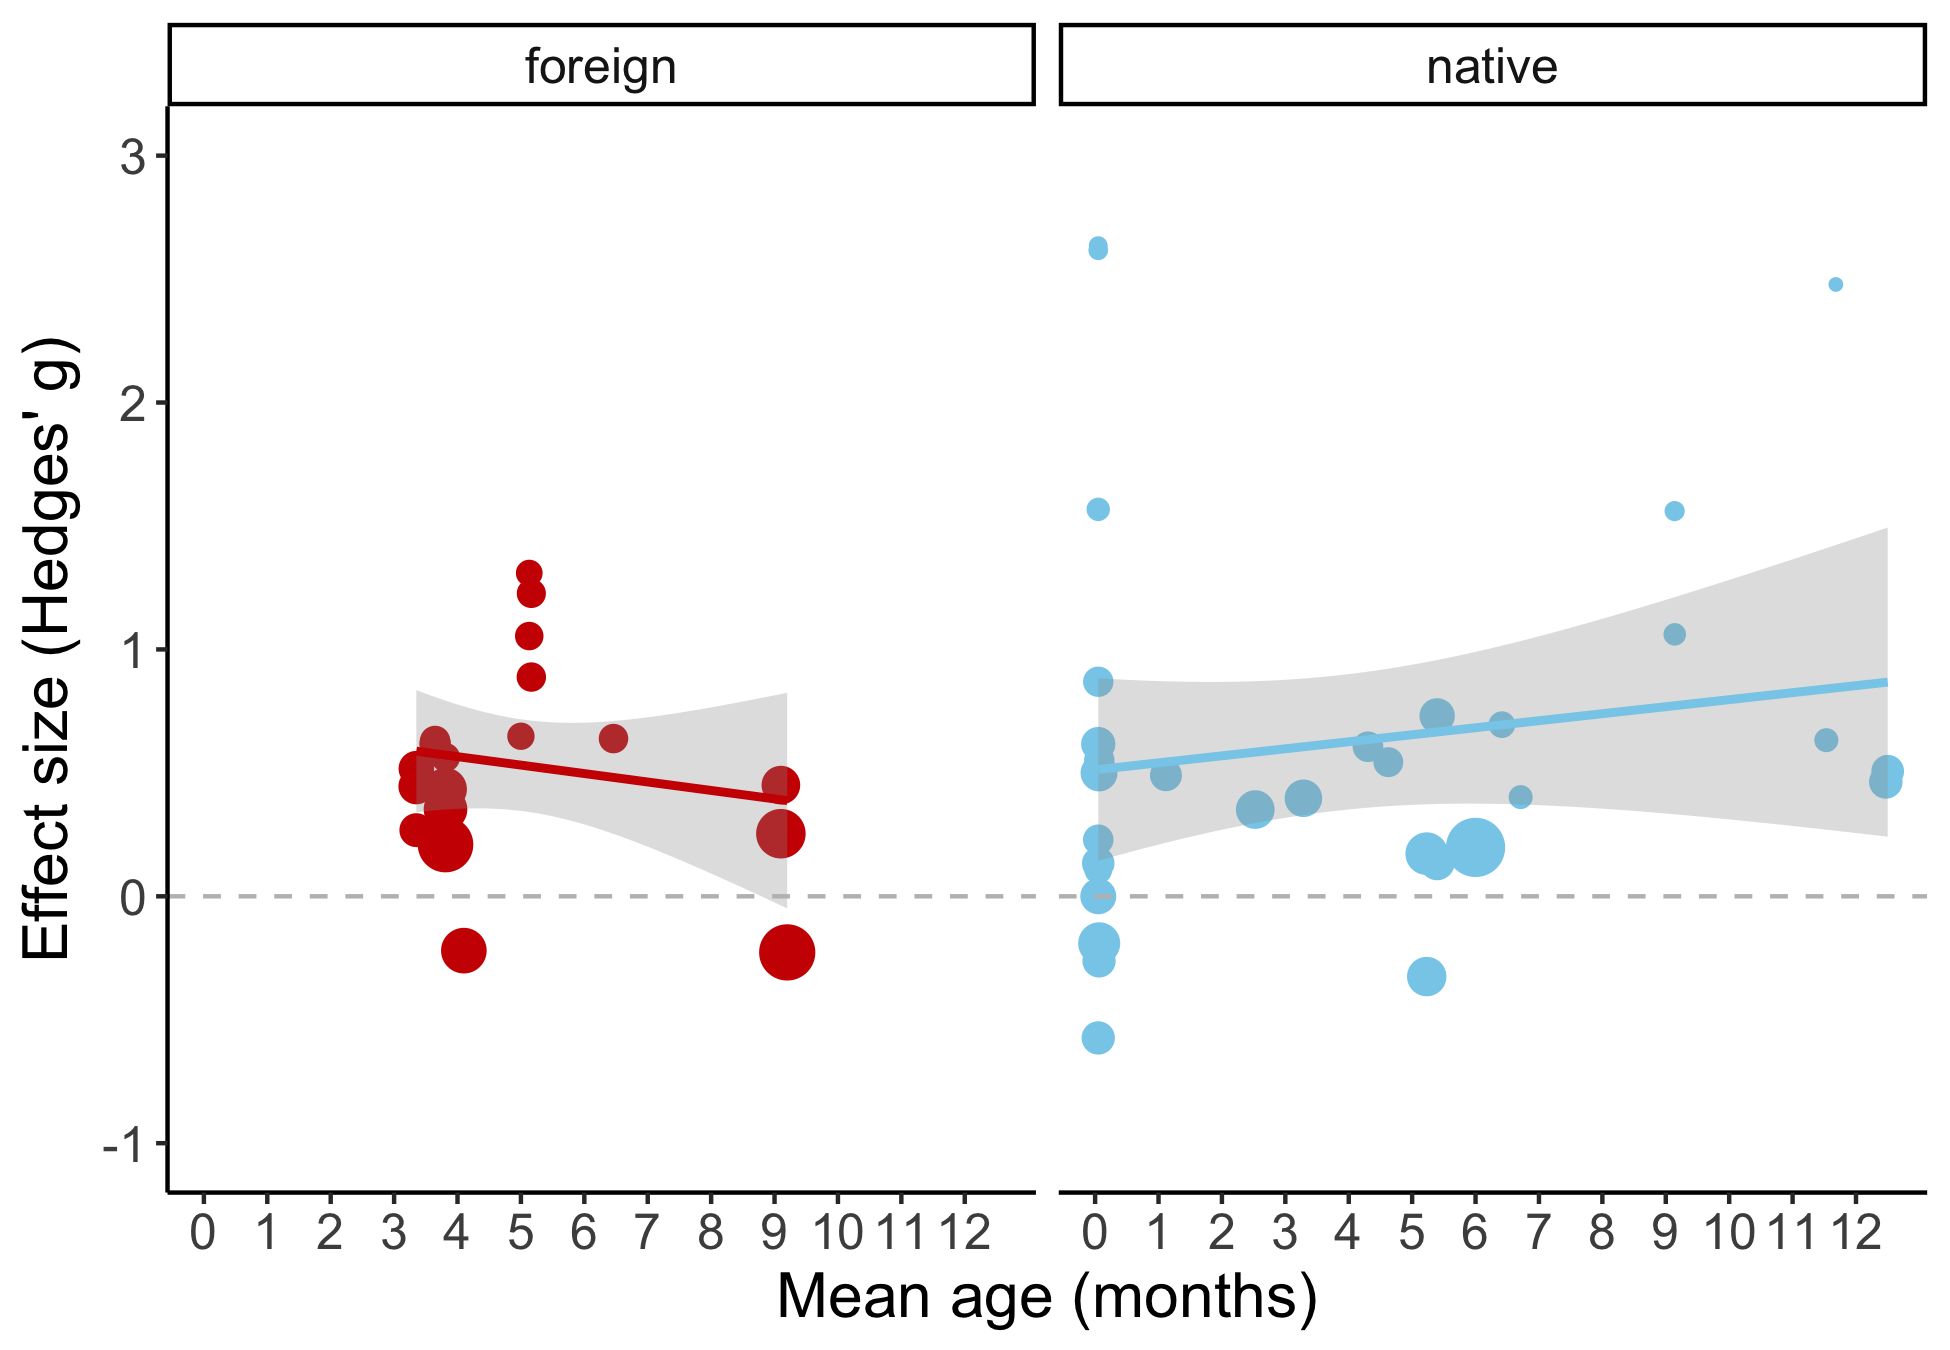 foreign
native
Effect size (Hedges' g)
3
2
1
0
-1
0 1 2 3 4 5 6 7 8 9 10 11 12
0 1 2 3 4 5 6 7 8 9 10 11 12
Mean age (months)